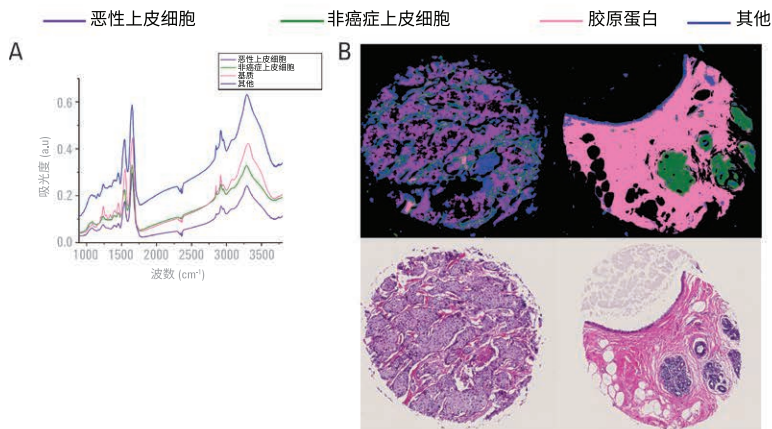 恶性上皮细胞 非癌症上皮细胞 胶原蛋白 其他
A
B
恶性上皮细胞
非癌症上皮细胞
基质
其他
0.6
0.4
0.2
0.0
吸光度 (a,u)
1000 1500 2000 2500 3000 3500
波数 (cm⁻¹)